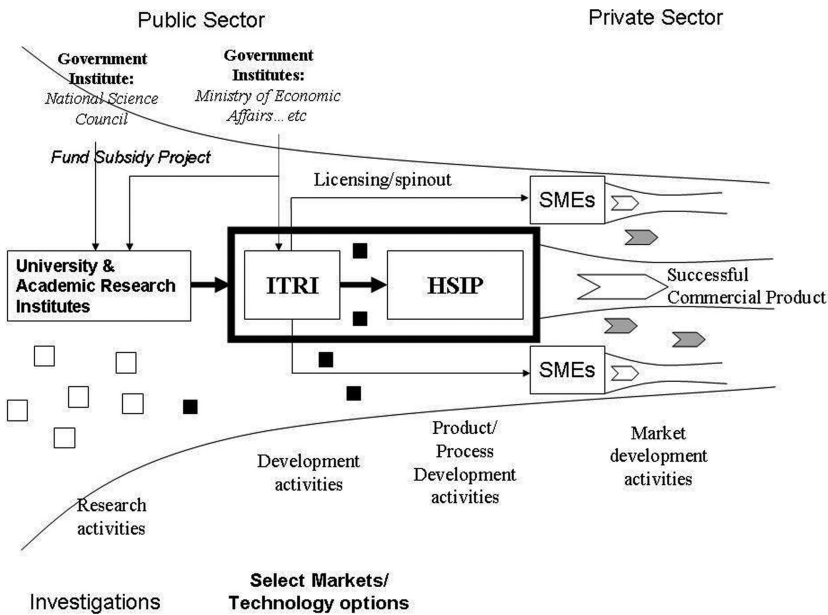 Public Sector
Private Sector
Government
Institute:
National Science
Council
Government
Institutes:
Ministry of Economic
Affairs…etc
Fund Subsidy Project
Licensing/spinout
SMEs
University &
Academic Research
Institutes
ITRI
HSIP
Successful
Commercial Product
SMEs
Research
activities
Development
activities
Product/
Process
Development
activities
Market
development
activities
Investigations
Select Markets/
Technology options